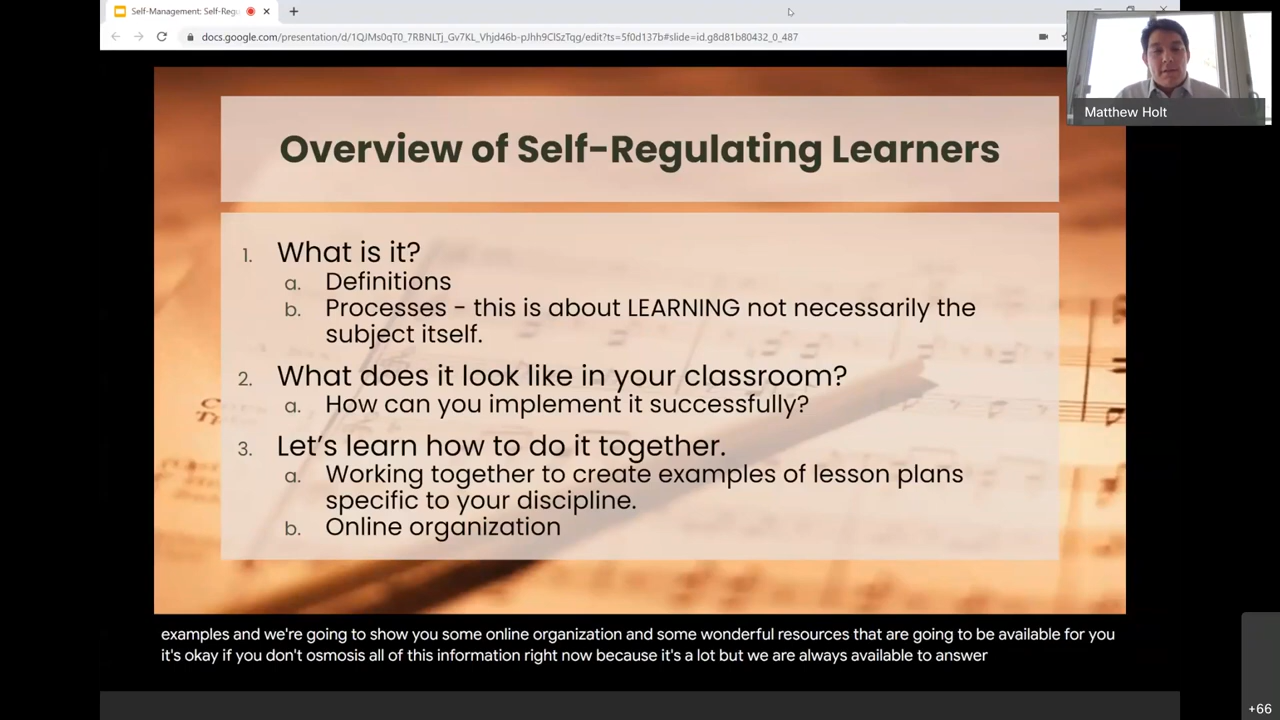 Self-Management: Self-Reg
docs.google.com/presentation/d/1QJMs0qT0_7RBNLTj_Gv7KL_Vhjd46b-pJhh9ClSzTqg/edit?ts=5f0d137b#slide=id.g8d81b80432_0_487
Matthew Holt
Overview of Self-Regulating Learners
1. What is it?
a. Definitions
b. Processes - this is about LEARNING not necessarily the
subject itself.
2. What does it look like in your classroom?
a. How can you implement it successfully?
3. Let's learn how to do it together.
a. Working together to create examples of lesson plans
specific to your discipline.
b. Online organization
examples and we're going to show you some online organization and some wonderful resources that are going to be available for you
it's okay if you don't osmosis all of this information right now because it's a lot but we are always available to answer
+66